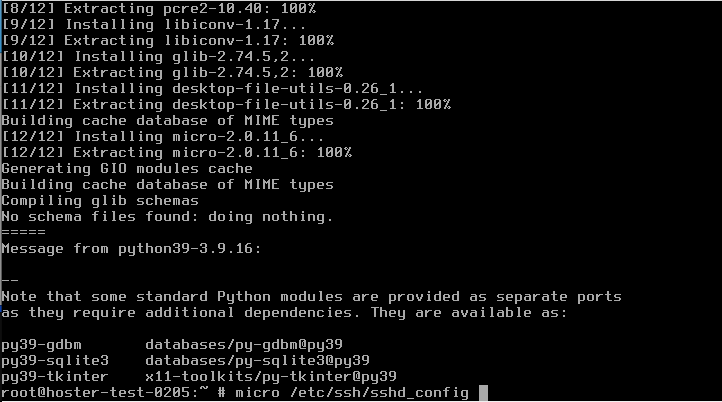 [8/12] Extracting pcre2-10.40: 100%
[9/12] Installing libiconv-1.17...
[9/12] Extracting libiconv-1.17: 100%
[10/12] Installing glib-2.74.5,2...
[10/12] Extracting glib-2.74.5,2: 100%
[11/12] Installing desktop-file-utils-0.26_1...
[11/12] Extracting desktop-file-utils-0.26_1: 100%
Building cache database of MIME types
[12/12] Installing micro-2.0.11_6...
[12/12] Extracting micro-2.0.11_6: 100%
Generating GIO modules cache
Building cache database of MIME types
Compiling glib schemas
No schema files found: doing nothing.
=====
Message from python39-3.9.16:

--
Note that some standard Python modules are provided as separate ports
as they require additional dependencies. They are available as:

py39-gdbm       databases/py-gdbm@py39
py39-sqlite3    databases/py-sqlite3@py39
py39-tkinter    x11-toolkits/py-tkinter@py39
root@hoster-test-0205:~ # micro /etc/ssh/sshd_config